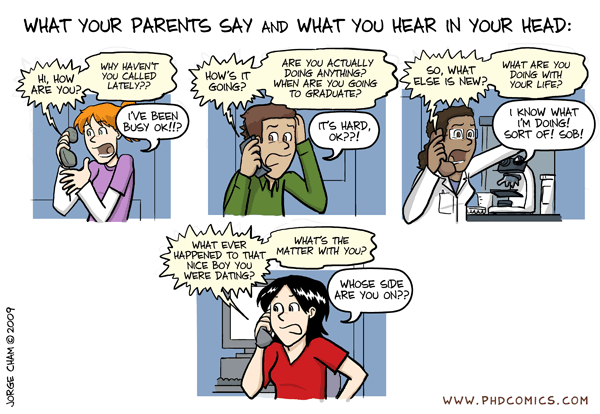 WHAT YOUR PARENTS SAY AND WHAT YOU HEAR IN YOUR HEAD:
HI, HOW
ARE YOU?
WHY HAVEN'T
YOU CALLED
LATELY??
I'VE BEEN
BUSY OK!!?
HOW'S IT
GOING?
ARE YOU ACTUALLY
DOING ANYTHING?
WHEN ARE YOU GOING
TO GRADUATE?
IT'S HARD,
OK??!
SO, WHAT
ELSE IS NEW?
WHAT ARE YOU
DOING WITH
YOUR LIFE?
I KNOW WHAT
I'M DOING!
SORT OF! SOB!
WHAT EVER
HAPPENED TO THAT
NICE BOY YOU
WERE DATING?
WHAT'S THE
MATTER WITH YOU?
WHOSE SIDE
ARE YOU ON??
JORGE CHAM © 2009
WWW.PHDCOMICS.COM